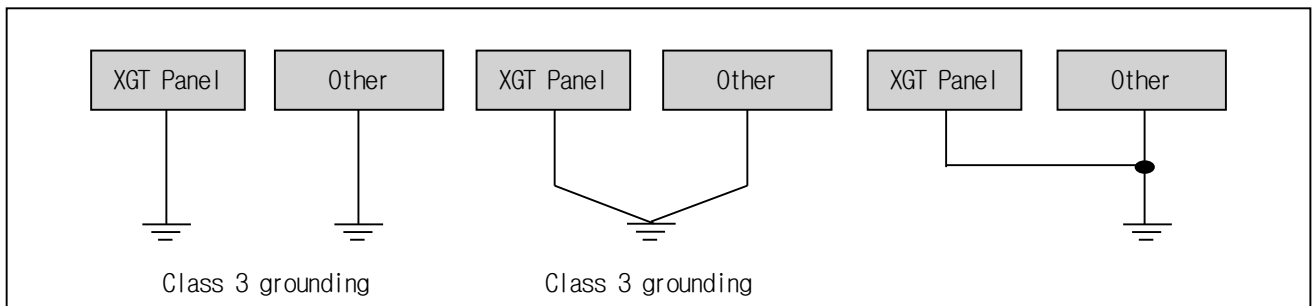 XGT Panel Other XGT Panel Other XGT Panel Other
Class 3 grounding Class 3 grounding